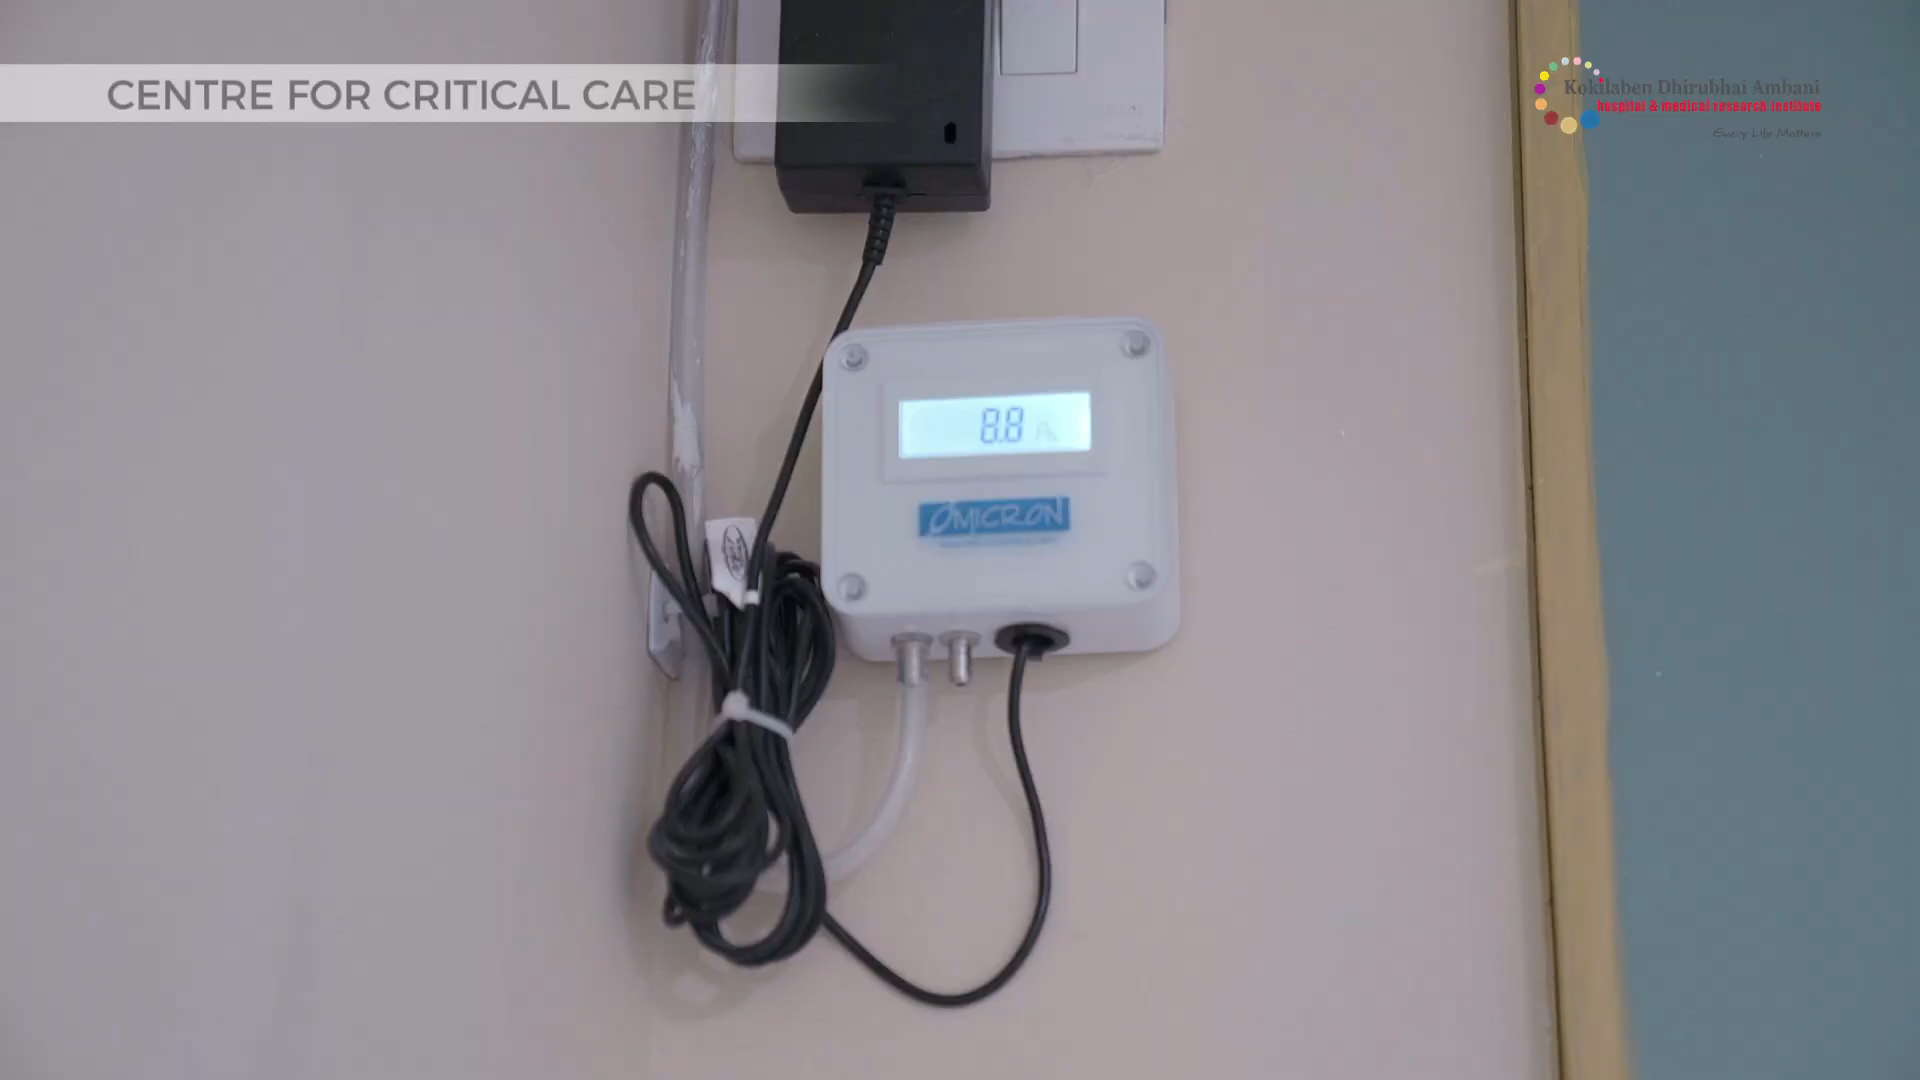 CENTRE FOR CRITICAL CARE
Kokilaben Dhirubhai Ambani
hospital & medical research institute
Every Life Matters
8.8 Pa
OMICRON